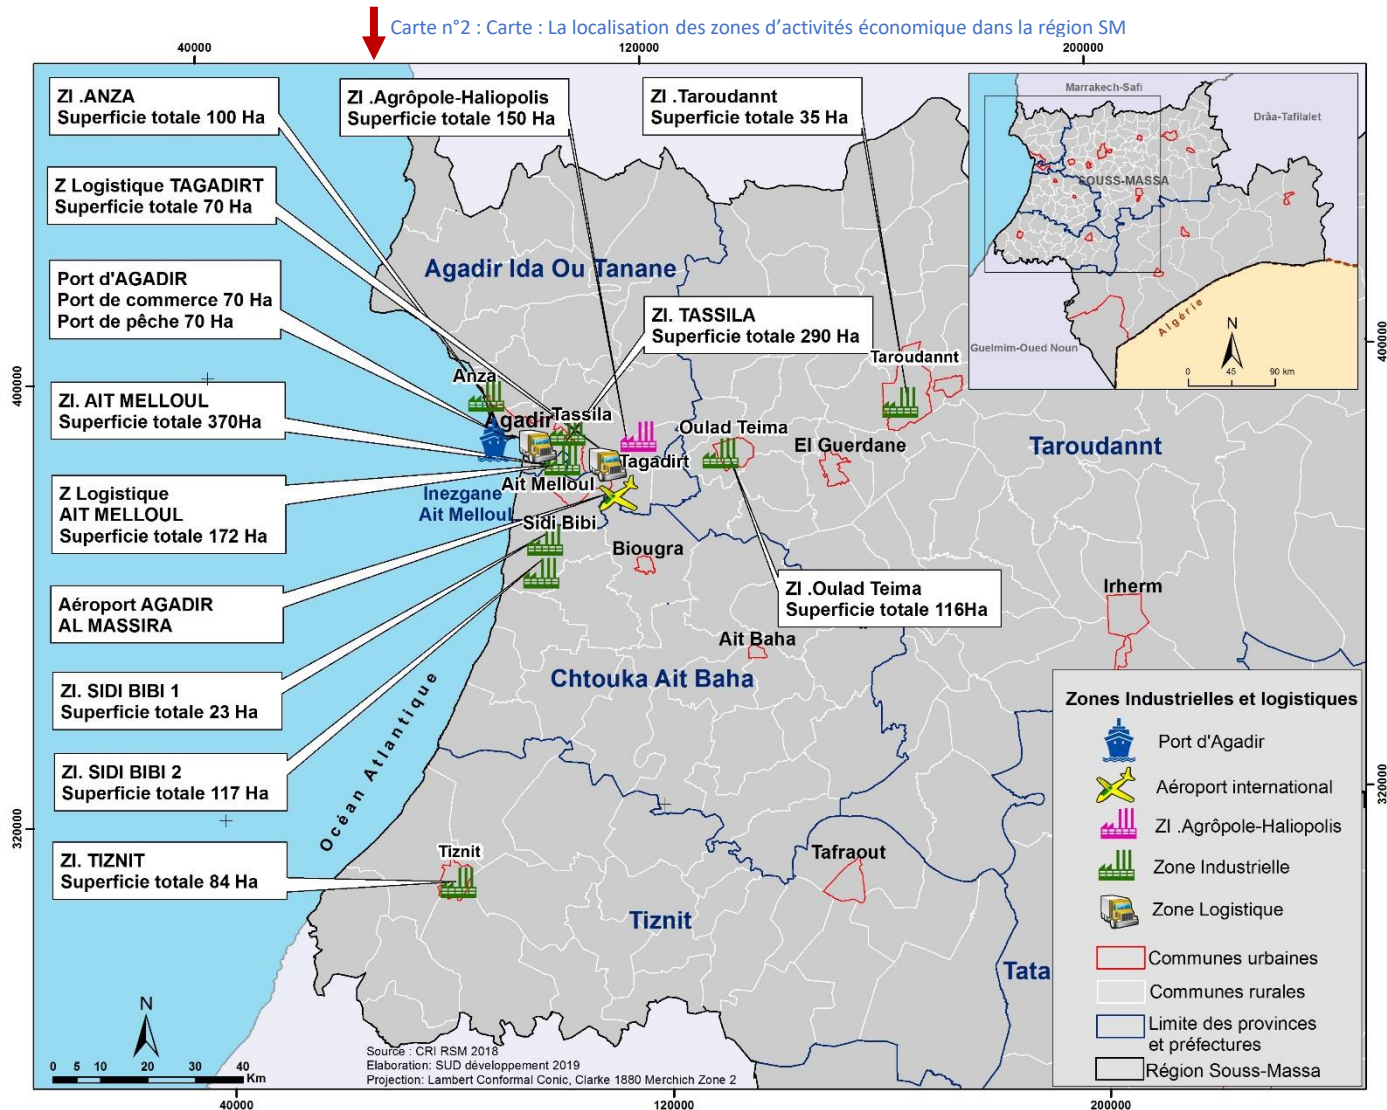 Carte n°2 : Carte : La localisation des zones d'activités économique dans la région SM
40000
120000
200000
ZI .ANZA
Superficie totale 100 Ha
ZI .Agrôpole-Haliopolis
Superficie totale 150 Ha
ZI .Taroudannt
Superficie totale 35 Ha
Marrakech-Safi
Drâa-Tafilalet
SOUSS-MASSA
Algérie
Guelmim-Oued Noun
N
0 45 90 km
Z Logistique TAGADIRT
Superficie totale 70 Ha
Port d'AGADIR
Port de commerce 70 Ha
Port de pêche 70 Ha
ZI. TASSILA
Superficie totale 290 Ha
ZI. AIT MELLOUL
Superficie totale 370Ha
Z Logistique
AIT MELLOUL
Superficie totale 172 Ha
Aéroport AGADIR
AL MASSIRA
ZI .Oulad Teima
Superficie totale 116Ha
ZI. SIDI BIBI 1
Superficie totale 23 Ha
ZI. SIDI BIBI 2
Superficie totale 117 Ha
ZI. TIZNIT
Superficie totale 84 Ha
Agadir Ida Ou Tanane
Taroudannt
Anza
Agadir
Tassila
Oulad Teima
El Guerdane
Taroudannt
Tagadirt
Ait Melloul
Inezgane
Ait Melloul
Sidi Bibi
Biougra
Irherm
Ait Baha
Chtouka Ait Baha
Océan Atlantique
Tiznit
Tafraout
Tiznit
Tata
400000
320000
400000
320000
Zones Industrielles et logistiques
Port d'Agadir
Aéroport international
ZI .Agrôpole-Haliopolis
Zone Industrielle
Zone Logistique
Communes urbaines
Communes rurales
Limite des provinces
et préfectures
Région Souss-Massa
N
0 5 10 20 30 40
Km
Source : CRI RSM 2018
Elaboration: SUD développement 2019
Projection: Lambert Conformal Conic, Clarke 1880 Merchich Zone 2
40000
120000
200000